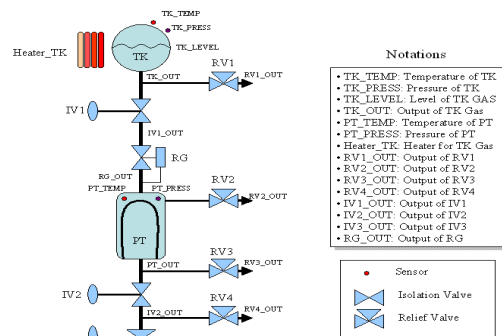 TK_TEMP
TK_PRESS
Heater_TK
TK_LEVEL
TK
TK_OUT
RV1
RV1_OUT
IV1
IV1_OUT
RG
RG_OUT
PT_TEMP
PT_PRESS
RV2
RV2_OUT
PT
RV3
PT_OUT
RV3_OUT
IV2
RV4
IV2_OUT
RV4_OUT
Notations
• TK_TEMP: Temperature of TK
• TK_PRESS: Pressure of TK
• TK_LEVEL: Level of TK GAS
• TK_OUT: Output of TK Gas
• PT_TEMP: Temperature of PT
• PT_PRESS: Pressure of PT
• Heater_TK: Heater for TK Gas
• RV1_OUT: Output of RV1
• RV2_OUT: Output of RV2
• RV3_OUT: Output of RV3
• RV4_OUT: Output of RV4
• IV1_OUT: Output of IV1
• IV2_OUT: Output of IV2
• IV3_OUT: Output of IV3
• RG_OUT: Output of RG
Sensor
Isolation Valve
Relief Valve